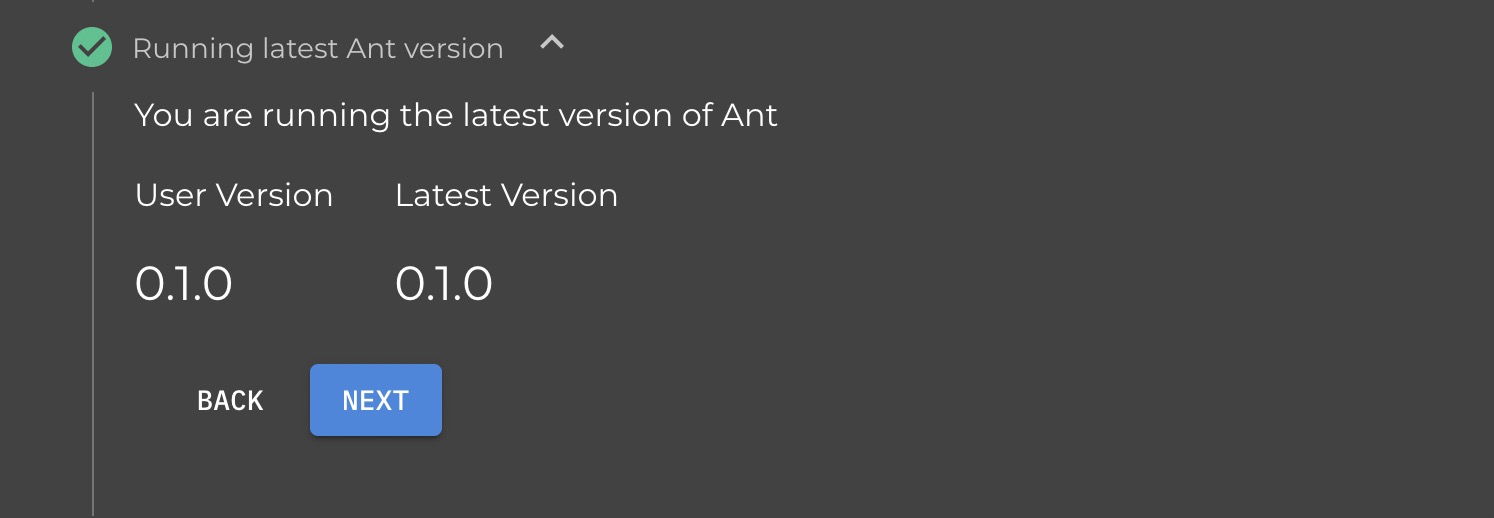 Running latest Ant version
You are running the latest version of Ant
User Version Latest Version
0.1.0 0.1.0
BACK NEXT